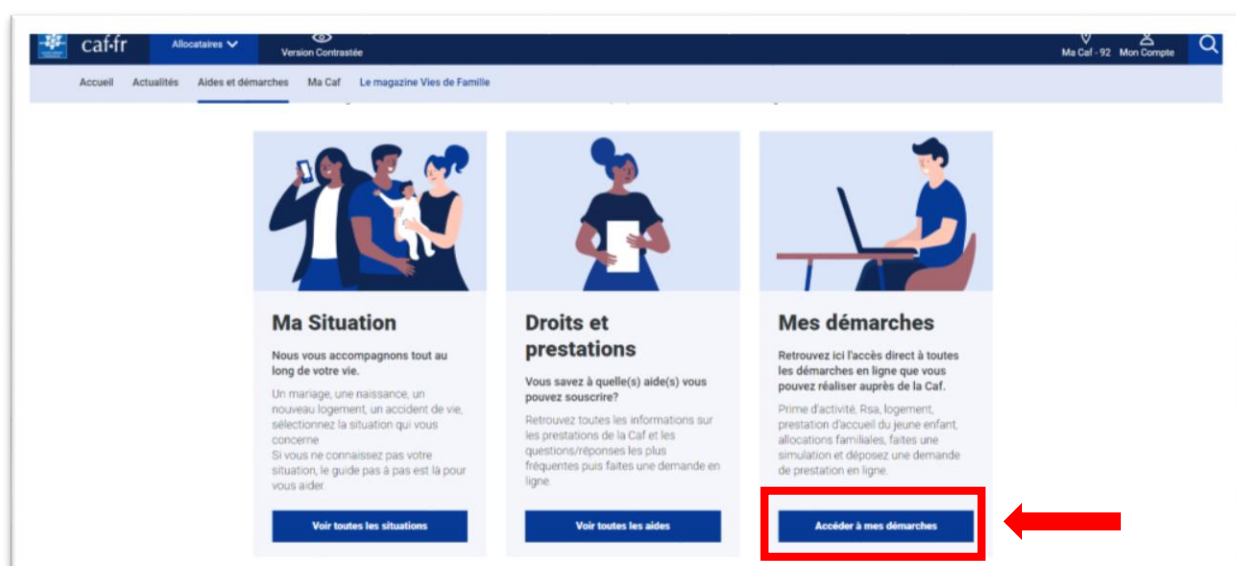 caf·fr
Allocataires
Version Contrastée
Ma Caf - 92
Mon Compte
Accueil
Actualités
Aides et démarches
Ma Caf
Le magazine Vies de Famille
Ma Situation
Nous vous accompagnons tout au
long de votre vie.
Un mariage, une naissance, un
nouveau logement, un accident de vie,
sélectionnez la situation qui vous
concerne
Si vous ne connaissez pas votre
situation, le guide pas à pas est là pour
vous aider.
Voir toutes les situations
Droits et
prestations
Vous savez à quelle(s) aide(s) vous
pouvez souscrire?
Retrouvez toutes les informations sur
les prestations de la Caf et les
questions/réponses les plus
fréquentes puis faites une demande en
ligne.
Voir toutes les aides
Mes démarches
Retrouvez ici l'accès direct à toutes
les démarches en ligne que vous
pouvez réaliser auprès de la Caf.
Prime d'activité, Rsa, logement,
prestation d'accueil du jeune enfant,
allocations familiales, faites une
simulation et déposez une demande
de prestation en ligne.
Accéder à mes démarches